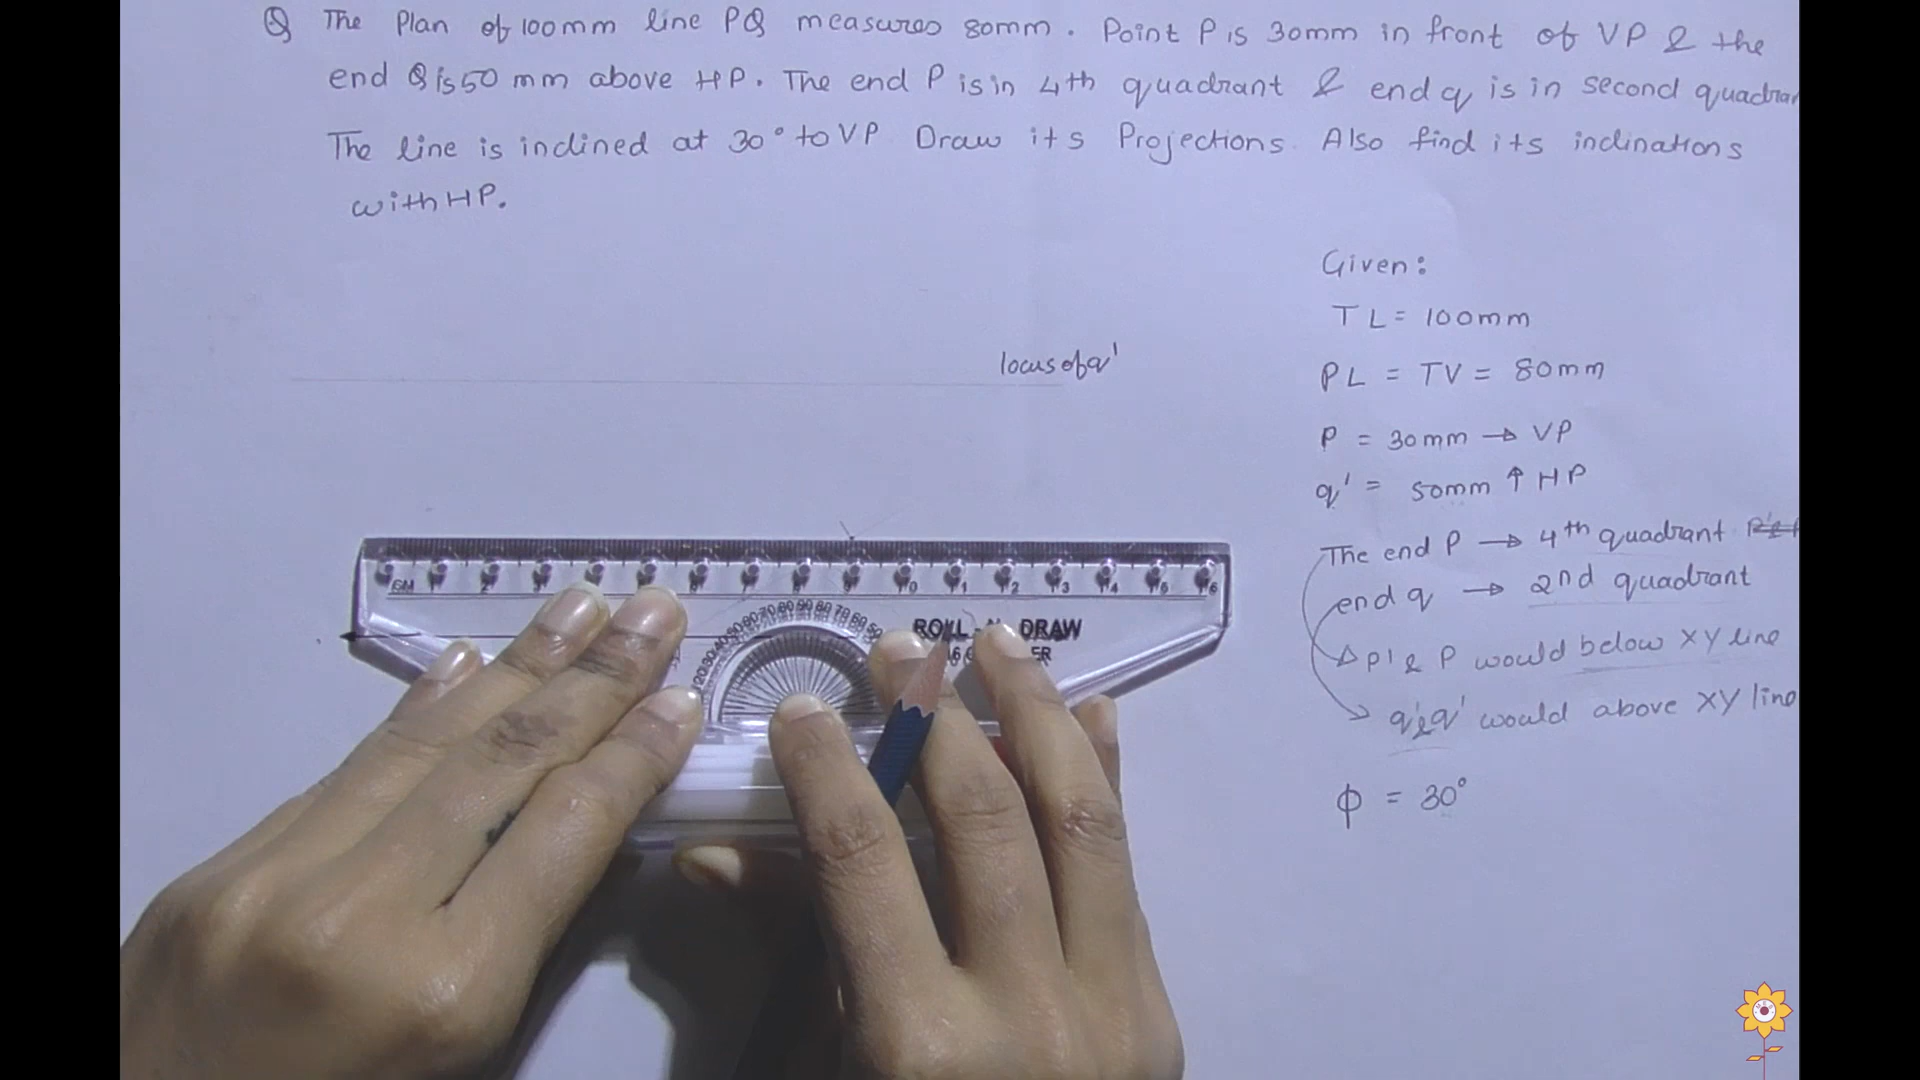 Q The Plan of 100mm line PQ measures 80mm. Point P is 30mm in front of VP & the
end Q is 50 mm above HP. The end P is in 4th quadrant & end q is in second quadran
The line is inclined at 30° to VP Draw its Projections. Also find its inclinations
with HP.
Given:
TL = 100mm
locus of q'
PL = TV = 80mm
P = 30mm → VP
q' = 50mm ↑ HP
The end P → 4th quadrant
end q → 2nd quadrant
p' & P would below XY line
q & q' would above XY line
φ = 30°
ROLL-N-DRAW